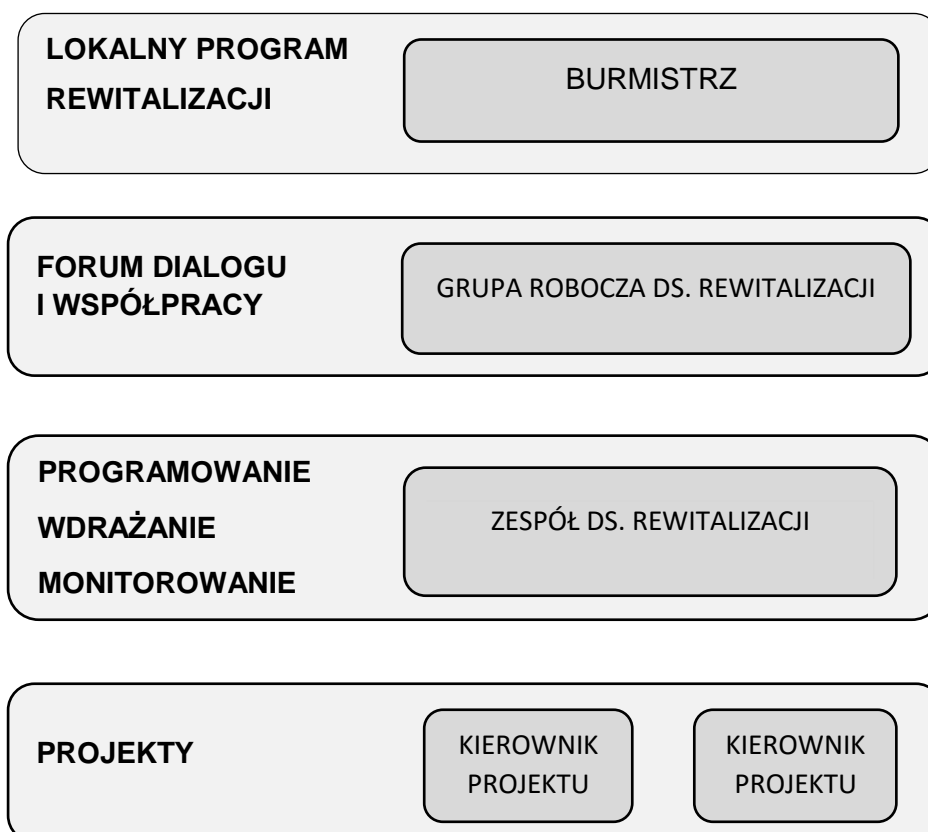 LOKALNY PROGRAM
REWITALIZACJI
BURMISTRZ
FORUM DIALOGU
I WSPÓŁPRACY
GRUPA ROBOCZA DS. REWITALIZACJI
PROGRAMOWANIE
WDRAŻANIE
MONITOROWANIE
ZESPÓŁ DS. REWITALIZACJI
PROJEKTY
KIEROWNIK
PROJEKTU
KIEROWNIK
PROJEKTU